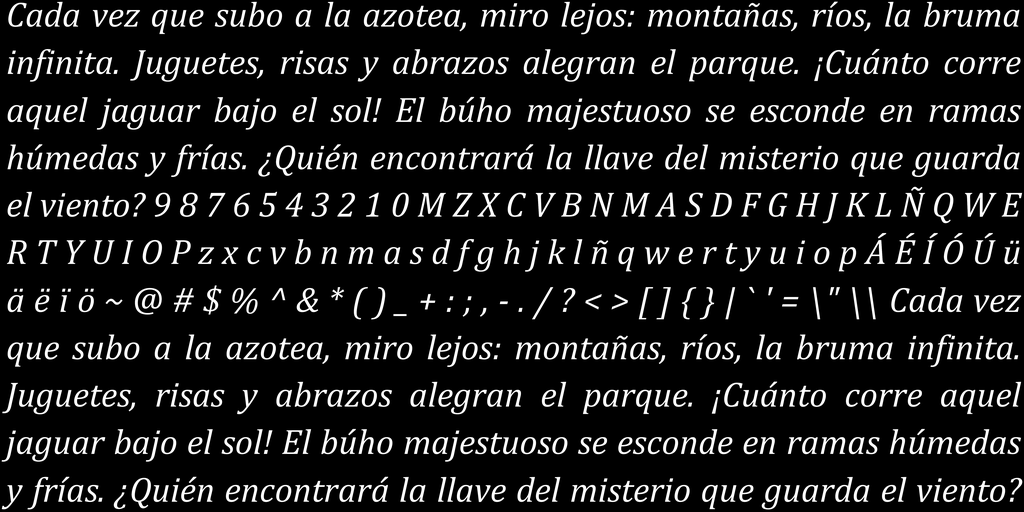 Cada vez que subo a la azotea, miro lejos: montañas, ríos, la bruma
infinita. Juguetes, risas y abrazos alegran el parque. ¡Cuánto corre
aquel jaguar bajo el sol! El búho majestuoso se esconde en ramas
húmedas y frías. ¿Quién encontrará la llave del misterio que guarda
el viento? 9 8 7 6 5 4 3 2 1 0 M Z X C V B N M A S D F G H J K L Ñ Q W E
R T Y U I O P z x c v b n m a s d f g h j k l ñ q w e r t y u i o p Á É Í Ó Ú ü
ä ë ï ö ~ @ # $ % ^ & * ( ) _ + : ; , - . / ? < > [ ] { } | ` ' = \" \\ Cada vez
que subo a la azotea, miro lejos: montañas, ríos, la bruma infinita.
Juguetes, risas y abrazos alegran el parque. ¡Cuánto corre aquel
jaguar bajo el sol! El búho majestuoso se esconde en ramas húmedas
y frías. ¿Quién encontrará la llave del misterio que guarda el viento?